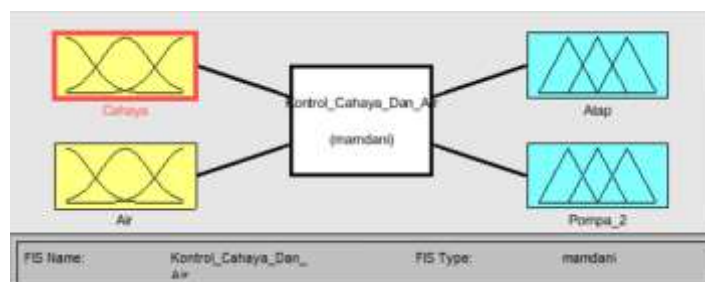 Cahaya
Kontrol_Cahaya_Dan_Air
(mamdani)
Atap
Air
Pompa_2
FIS Name:
Kontrol_Cahaya_Dan_
Air
FIS Type:
mamdani